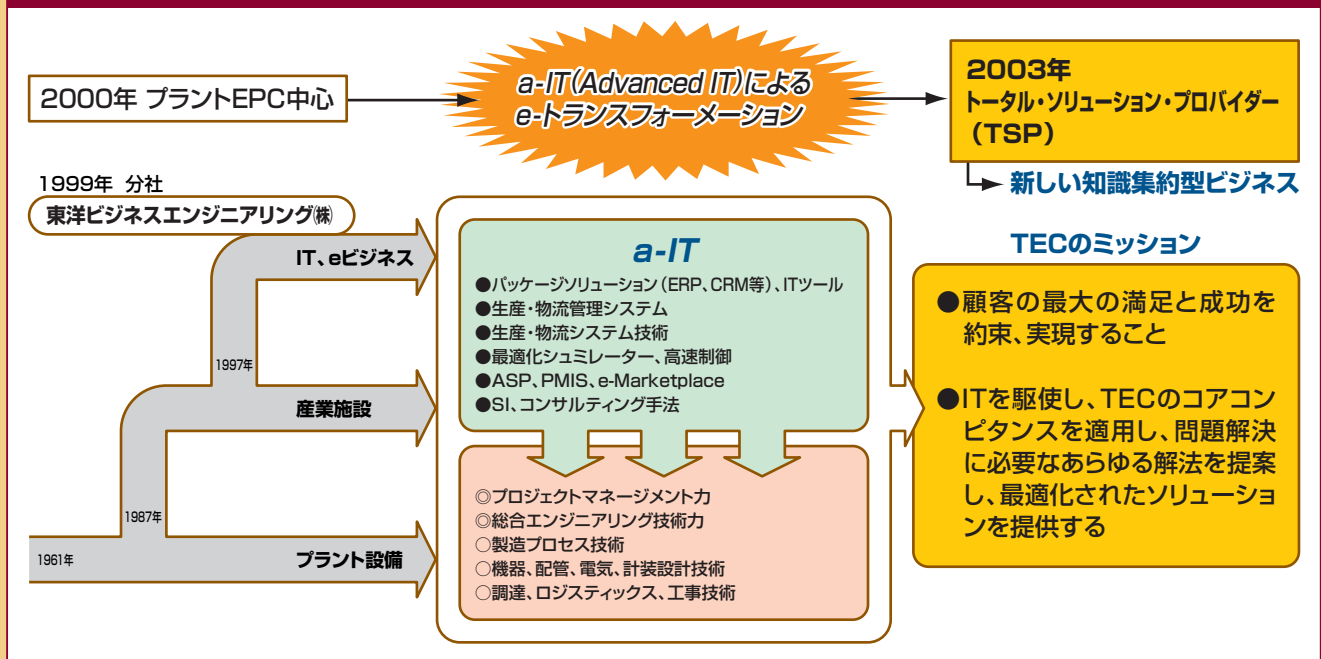 2000年 プラントEPC中心
a-IT(Advanced IT)による
e-トランスフォーメーション
2003年
トータル・ソリューション・プロバイダー
(TSP)
新しい知識集約型ビジネス
1999年 分社
東洋ビジネスエンジニアリング㈱
IT、eビジネス
1997年
産業施設
1987年
1961年
プラント設備
a-IT
●パッケージソリューション(ERP、CRM等)、ITツール
●生産・物流管理システム
●生産・物流システム技術
●最適化シュミレーター、高速制御
●ASP、PMIS、e-Marketplace
●SI、コンサルティング手法
◎プロジェクトマネージメント力
◎総合エンジニアリング技術力
○製造プロセス技術
○機器、配管、電気、計装設計技術
○調達、ロジスティックス、工事技術
TECのミッション
●顧客の最大の満足と成功を
約束、実現すること
●ITを駆使し、TECのコアコン
ピタンスを適用し、問題解決
に必要なあらゆる解法を提案
し、最適化されたソリューショ
ンを提供する